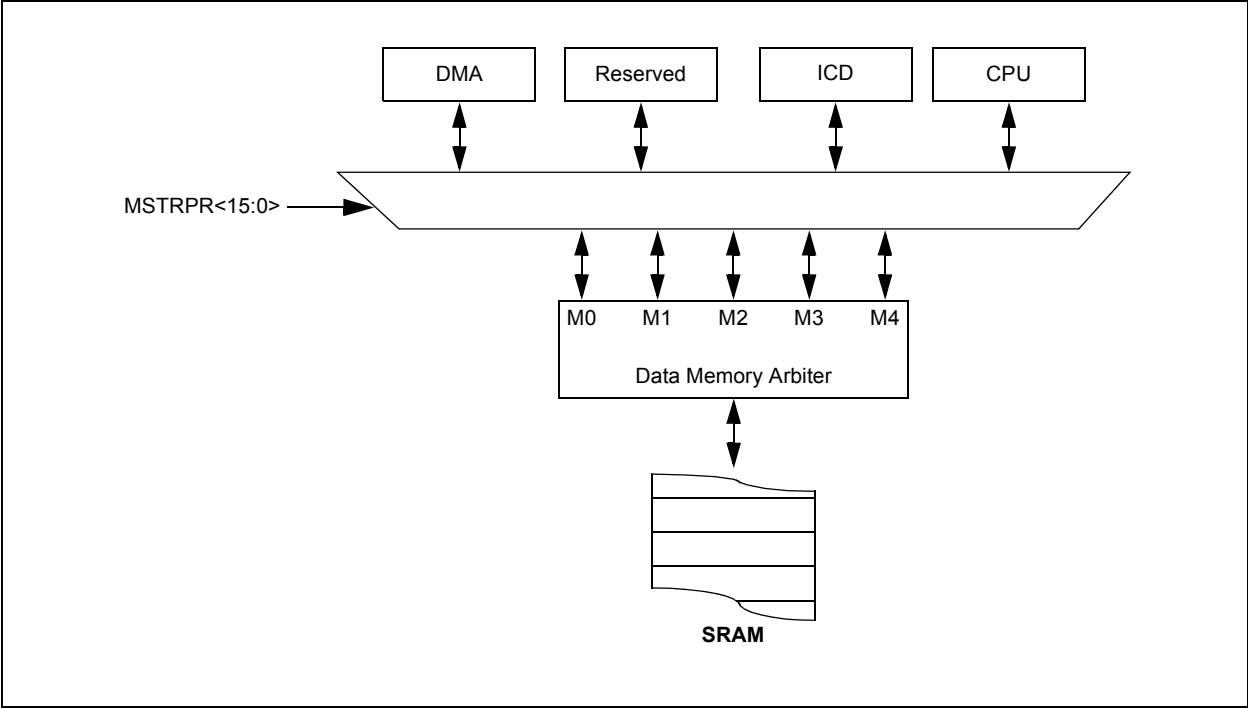 DMA Reserved ICD CPU
MSTRPR<15:0>
M0 M1 M2 M3 M4
Data Memory Arbiter
SRAM